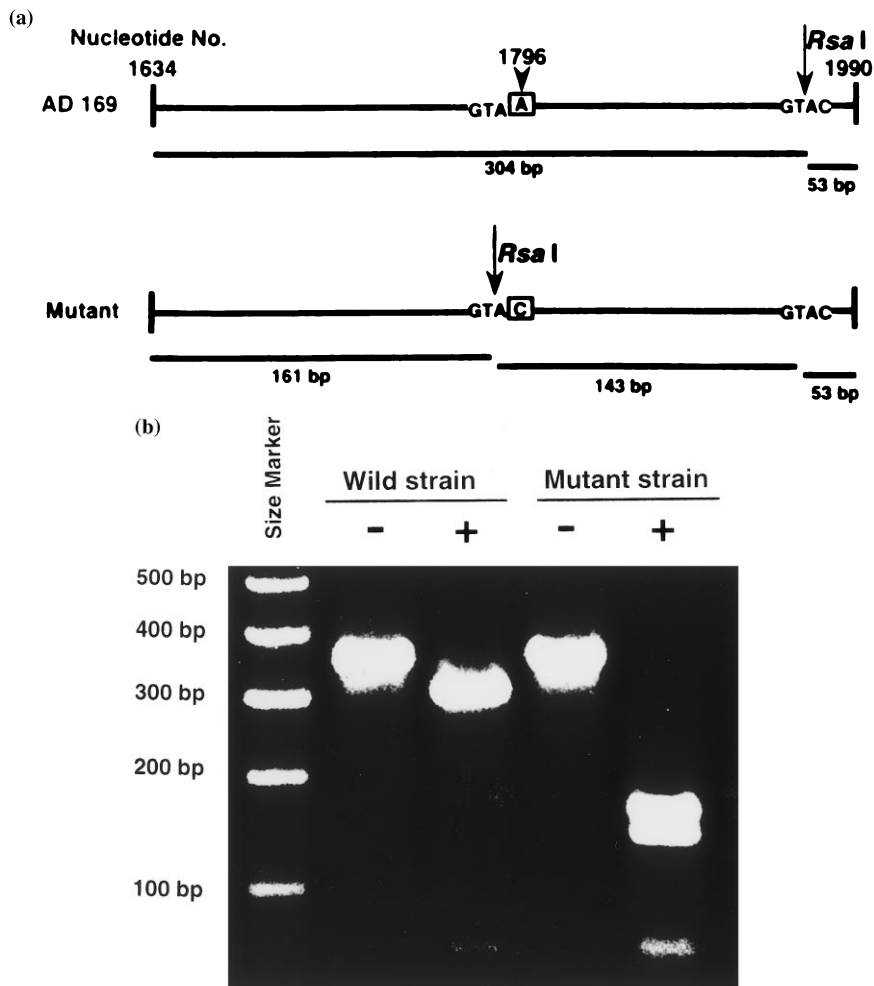 (a)
Nucleotide No.
1634
1796
Rsa I
1990
AD 169
GTA A
GTAC
304 bp
53 bp
Rsa I
Mutant
GTA C
GTAC
161 bp
143 bp
53 bp
(b)
Size Marker
Wild strain
Mutant strain
- + - +
500 bp
400 bp
300 bp
200 bp
100 bp